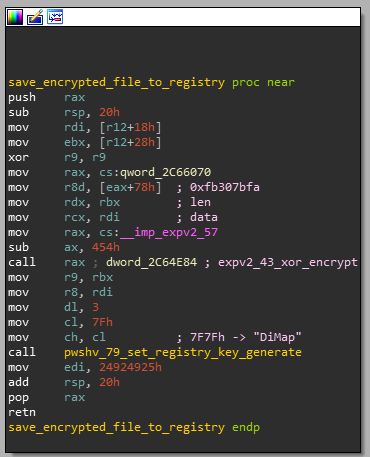 save_encrypted_file_to_registry proc near
push rax
sub rsp, 20h
mov rdi, [r12+18h]
mov ebx, [r12+28h]
xor r9, r9
mov rax, cs:qword_2C66070
mov r8d, [eax+78h] ; 0xfb307bfa
mov rdx, rbx ; len
mov rcx, rdi ; data
mov rax, cs:__imp_expv2_57
sub ax, 454h
call rax ; dword_2C64E84 ; expv2_43_xor_encrypt
mov r9, rbx
mov r8, rdi
mov dl, 3
mov cl, 7Fh
mov ch, cl ; 7F7Fh -> "DiMap"
call pwshv_79_set_registry_key_generate
mov edi, 24924925h
add rsp, 20h
pop rax
retn
save_encrypted_file_to_registry endp